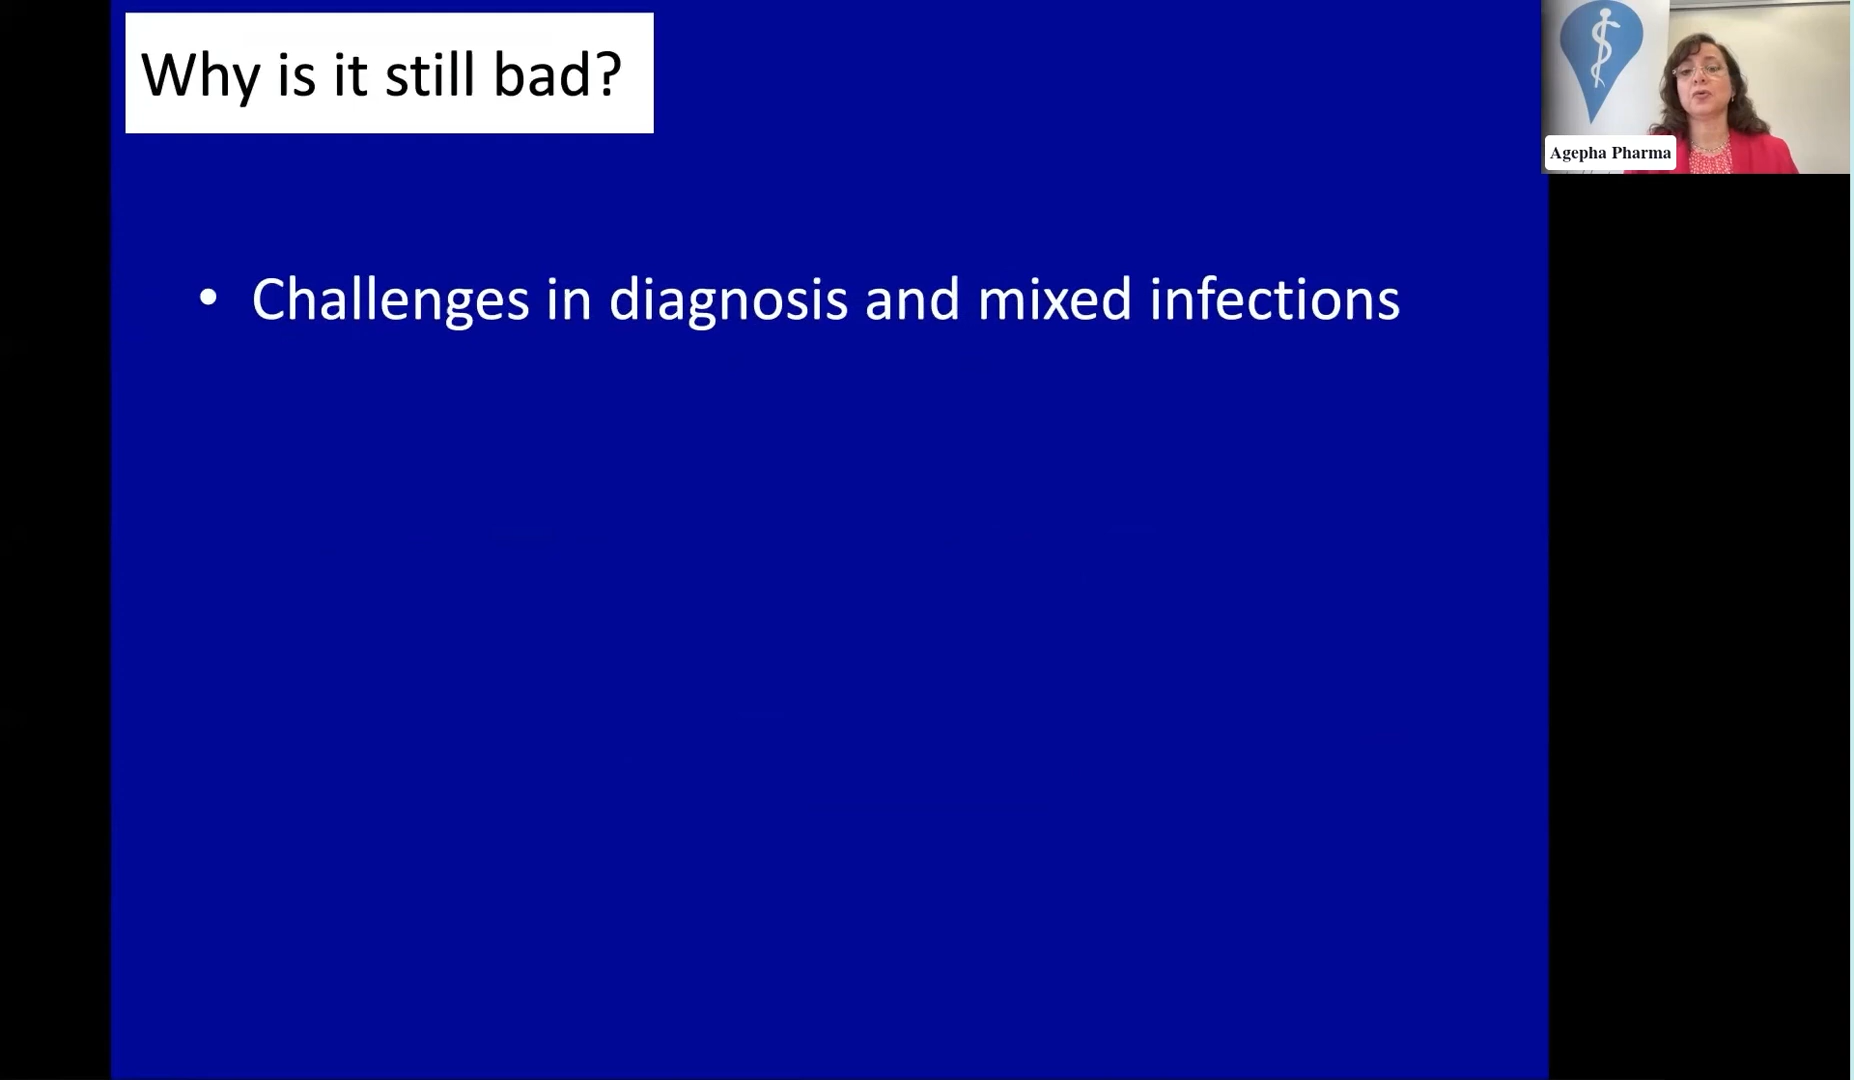 Why is it still bad?
Agepha Pharma
• Challenges in diagnosis and mixed infections